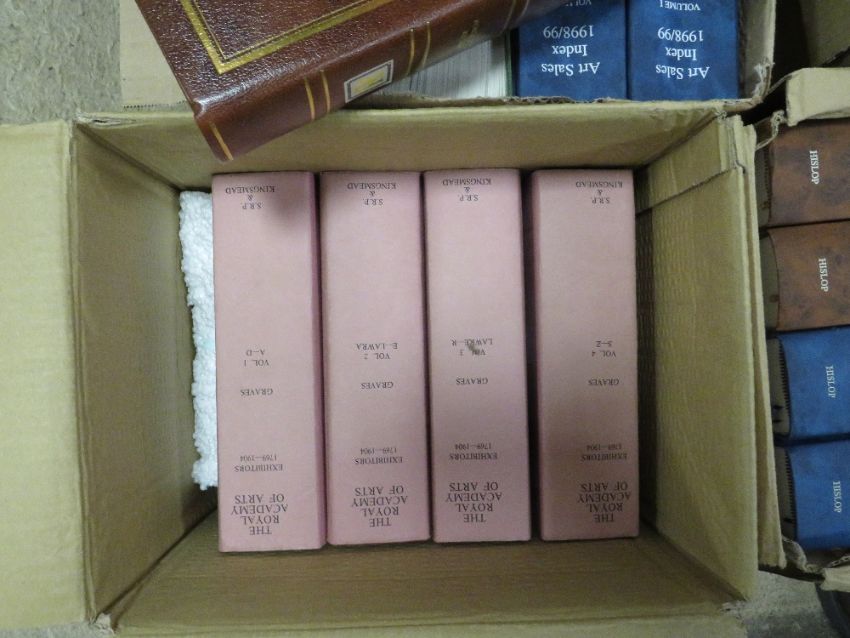 THE
ROYAL
ACADEMY
OF ARTS
EXHIBITORS
1769—1904
GRAVES
VOL. 1
A—D
S.R.P.
&
KINGSMEAD
THE
ROYAL
ACADEMY
OF ARTS
EXHIBITORS
1769—1904
GRAVES
VOL. 2
E—LAWRA
S.R.P.
&
KINGSMEAD
THE
ROYAL
ACADEMY
OF ARTS
EXHIBITORS
1769—1904
GRAVES
VOL. 3
LAWRE—R
S.R.P.
&
KINGSMEAD
THE
ROYAL
ACADEMY
OF ARTS
EXHIBITORS
1769—1904
GRAVES
VOL. 4
S—Z
S.R.P.
&
KINGSMEAD
Art Sales
Index
1998/99
Art Sales
Index
1998/99
VOLUME I
HISLOP
HISLOP
HISLOP
HISLOP